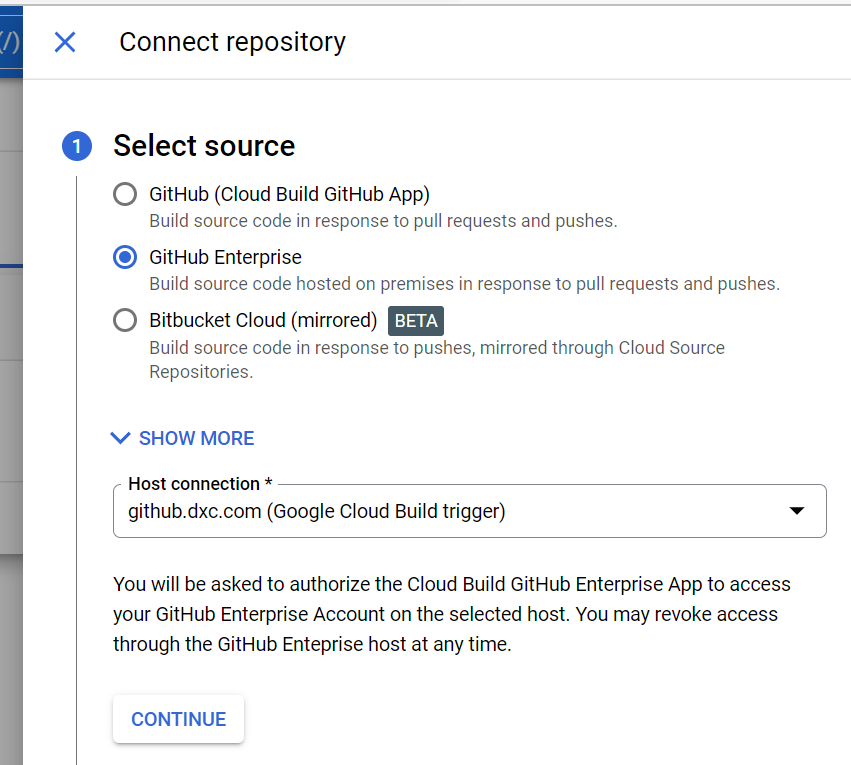 Connect repository
1 Select source
GitHub (Cloud Build GitHub App)
Build source code in response to pull requests and pushes.
GitHub Enterprise
Build source code hosted on premises in response to pull requests and pushes.
Bitbucket Cloud (mirrored) BETA
Build source code in response to pushes, mirrored through Cloud Source
Repositories.
SHOW MORE
Host connection *
github.dxc.com (Google Cloud Build trigger)
You will be asked to authorize the Cloud Build GitHub Enterprise App to access
your GitHub Enterprise Account on the selected host. You may revoke access
through the GitHub Enteprise host at any time.
CONTINUE